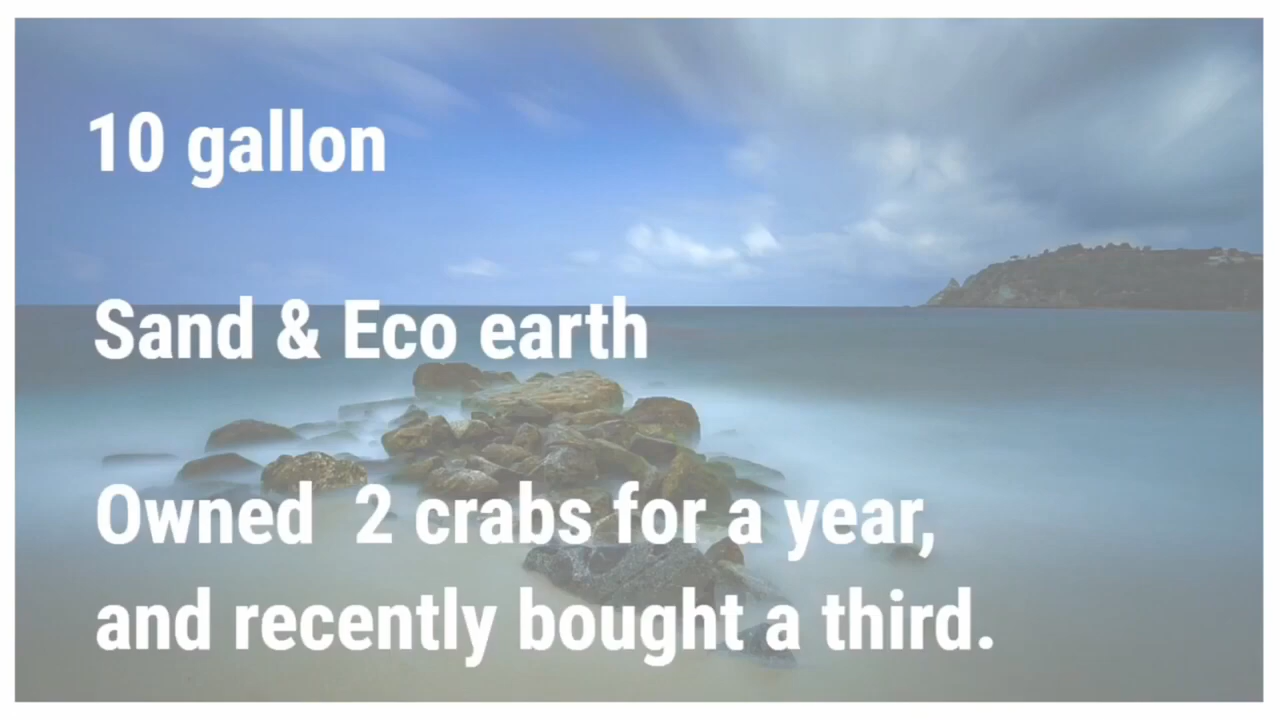 10 gallon
Sand & Eco earth
Owned 2 crabs for a year,
and recently bought a third.